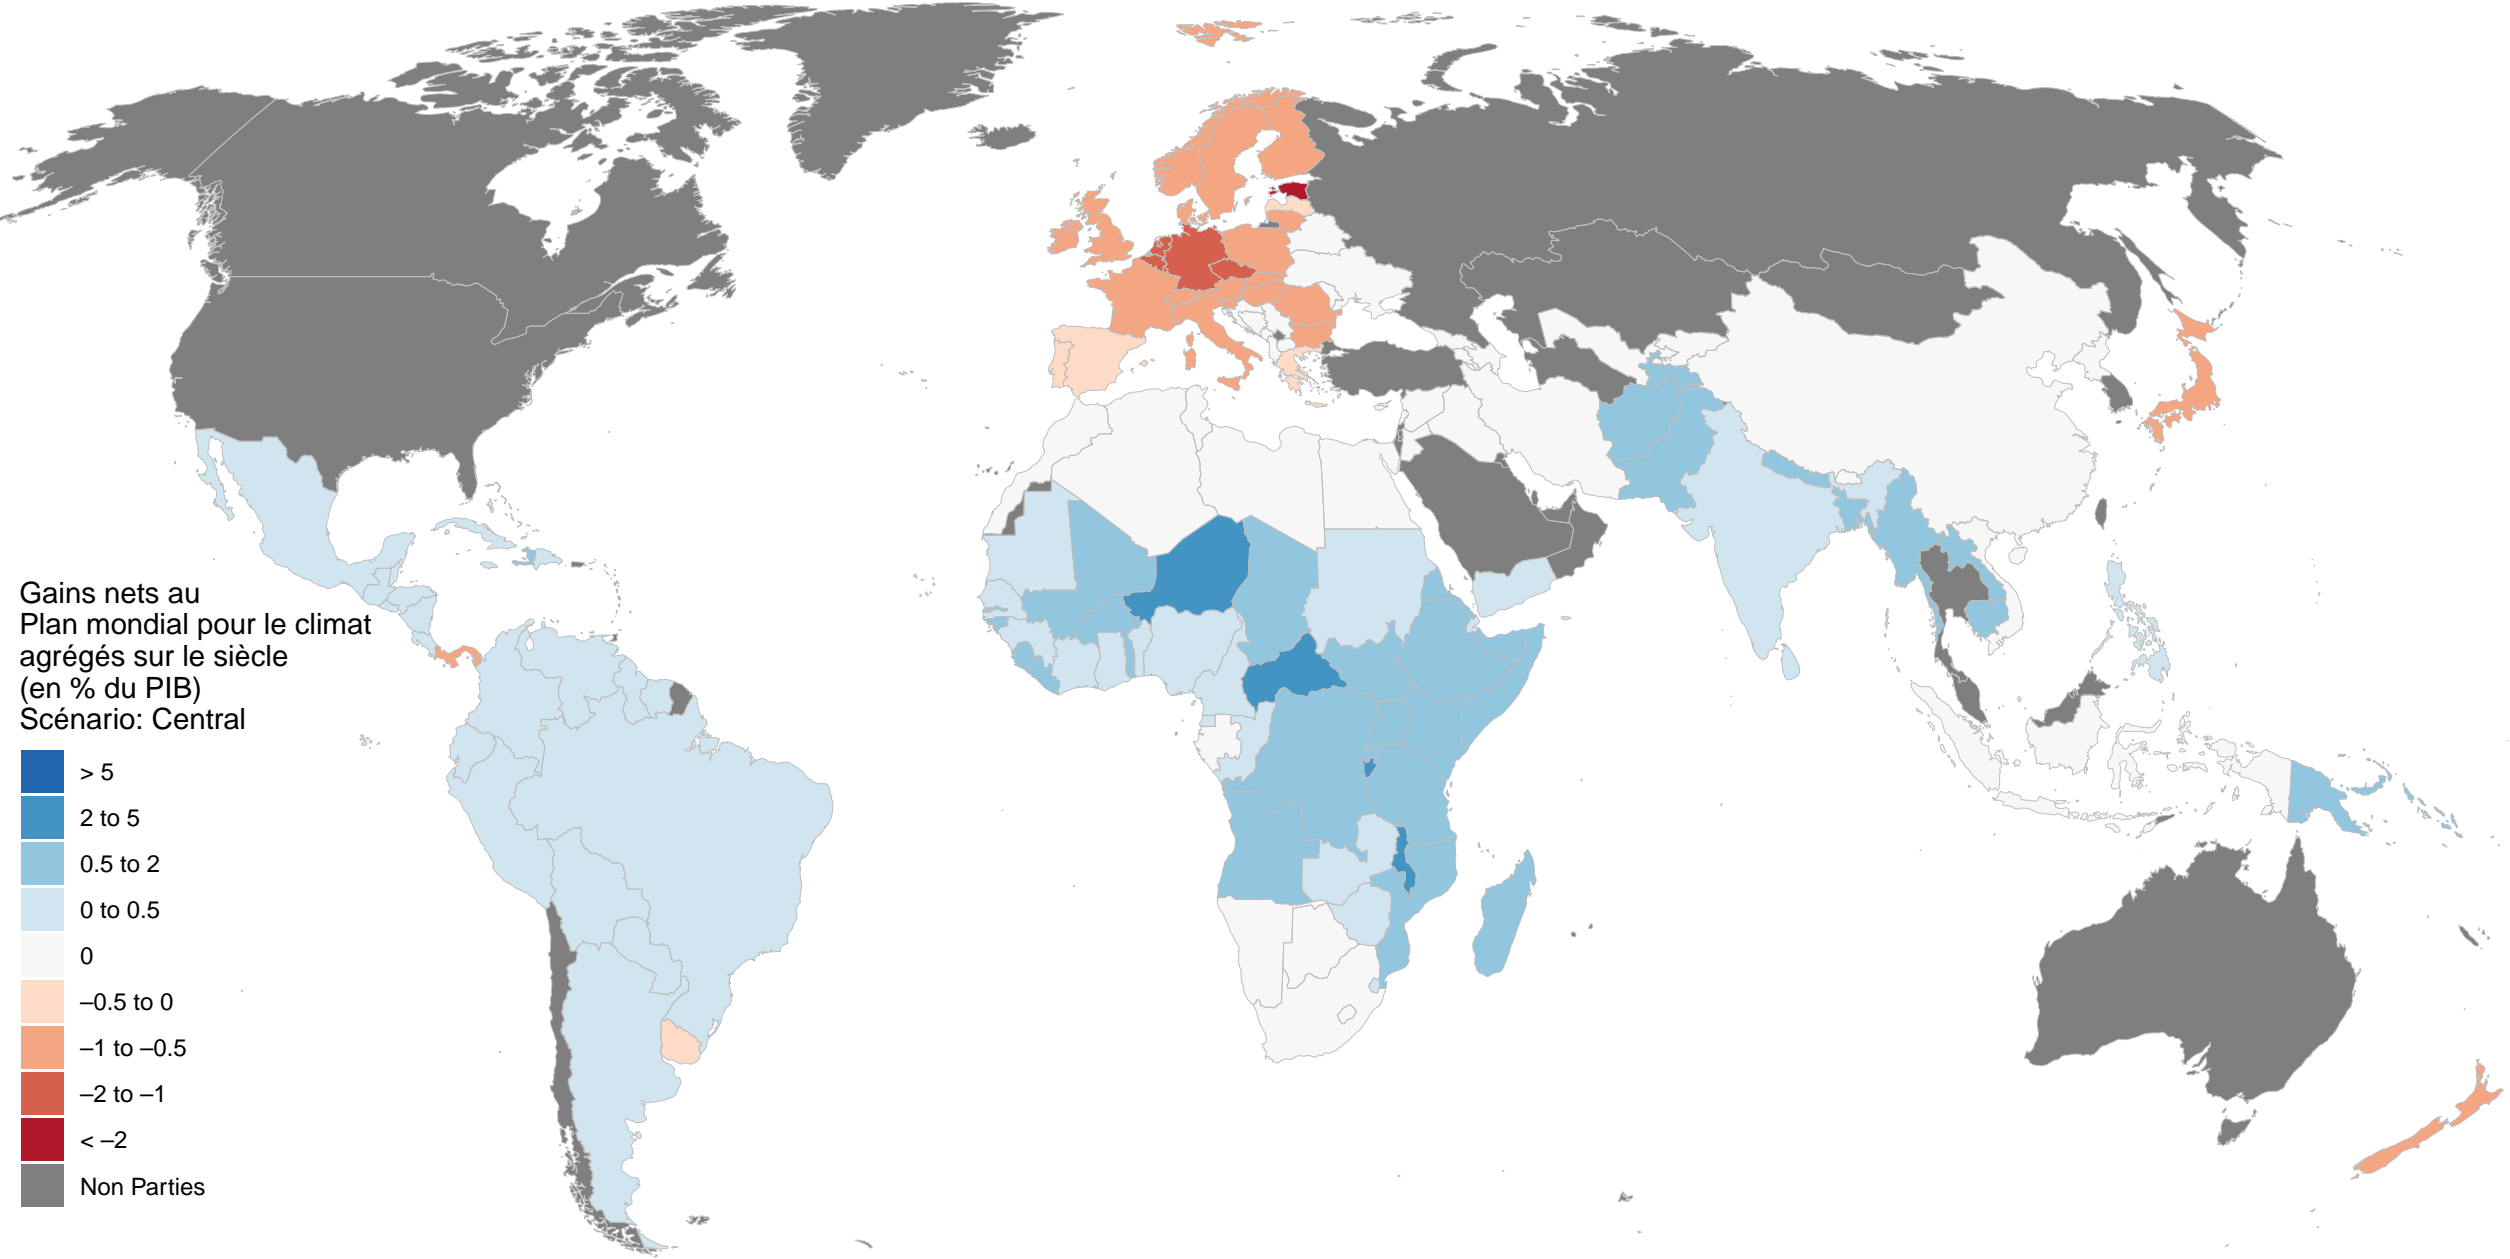 Gains nets au
Plan mondial pour le climat
agrégés sur le siècle
(en % du PIB)
Scénario: Central
> 5
2 to 5
0.5 to 2
0 to 0.5
0
–0.5 to 0
–1 to –0.5
–2 to –1
< –2
Non Parties